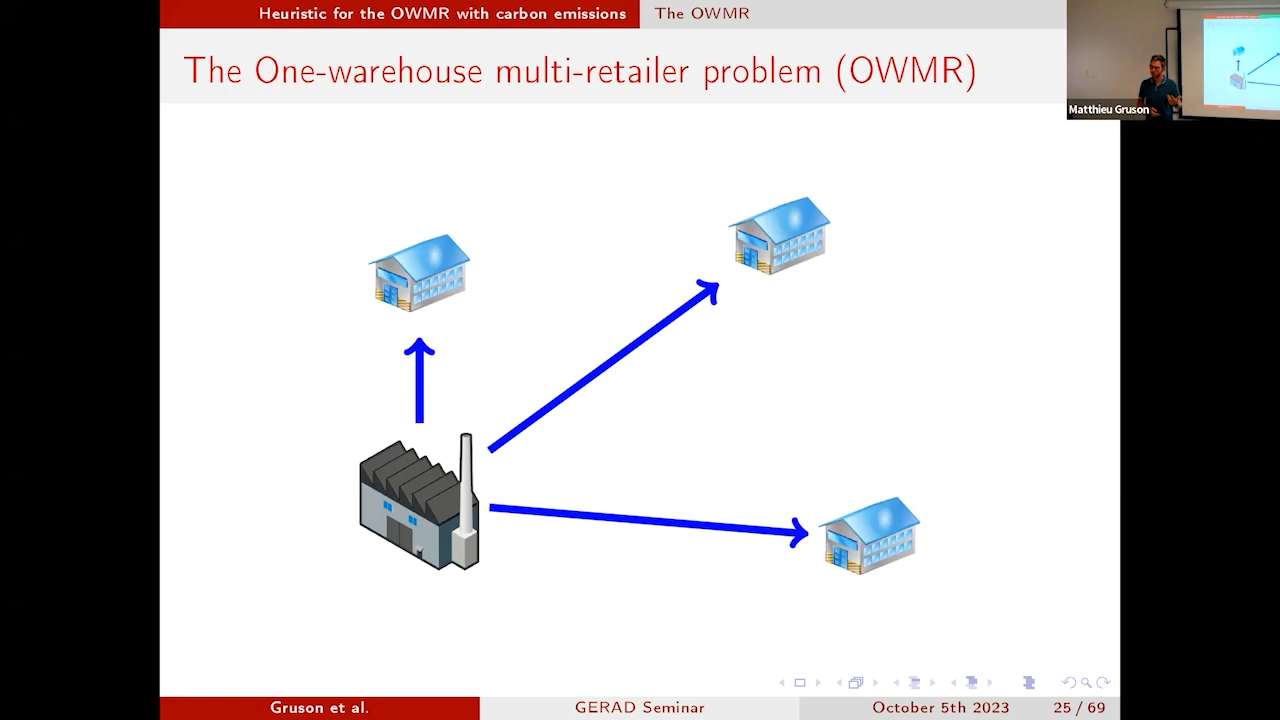 Heuristic for the OWMR with carbon emissions The OWMR
The One-warehouse multi-retailer problem (OWMR)
Matthieu Gruson
Gruson et al. GERAD Seminar October 5th 2023 25 / 69